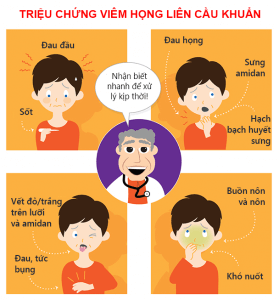 TRIỆU CHỨNG VIÊM HỌNG LIÊN CẦU KHUẨN
Đau đầu
Sốt
Đau họng
Sưng
amidan
Hạch
bạch huyết
sưng
Nhận biết
nhanh để xử
lý kịp thời!
Vết đỏ/trắng
trên lưỡi
và amidan
Đau, tức
bụng
Buồn nôn
và nôn
Khó nuốt